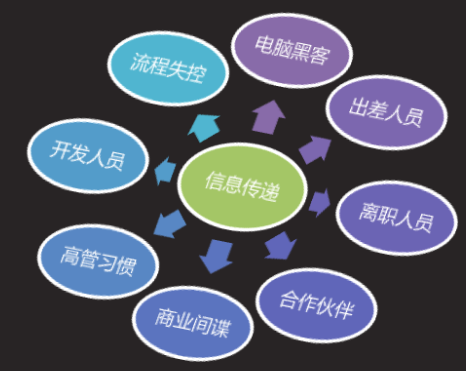 电脑黑客
流程失控
出差人员
开发人员
信息传递
离职人员
高管习惯
合作伙伴
商业间谍